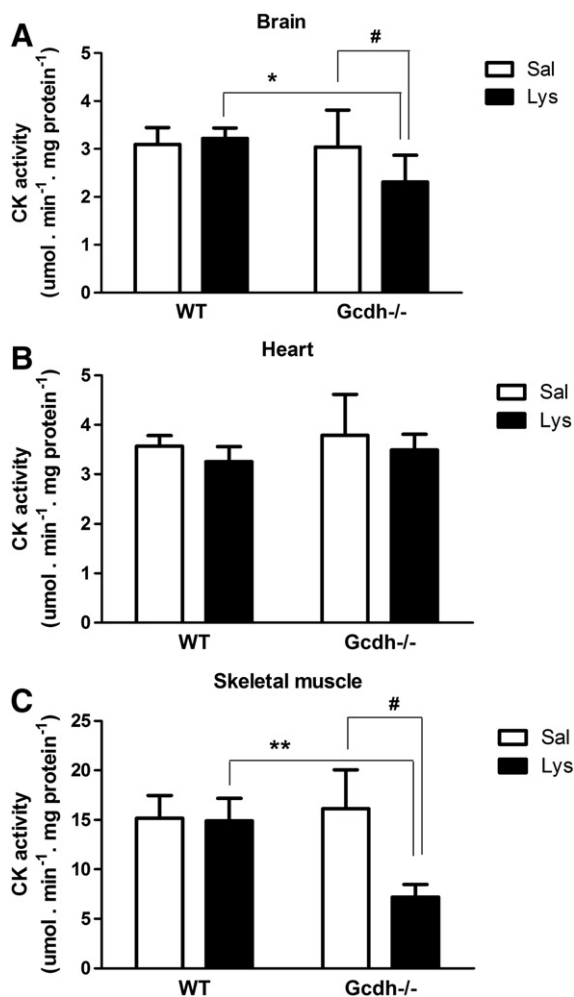 A
Brain
#
*
Sal
Lys
CK activity
(umol . min⁻¹. mg protein⁻¹)
5
4
3
2
1
0
WT
Gcdh-/-
B
Heart
Sal
Lys
CK activity
(umol . min⁻¹. mg protein⁻¹)
5
4
3
2
1
0
WT
Gcdh-/-
C
Skeletal muscle
#
**
Sal
Lys
CK activity
(umol . min⁻¹. mg protein⁻¹)
25
20
15
10
5
0
WT
Gcdh-/-